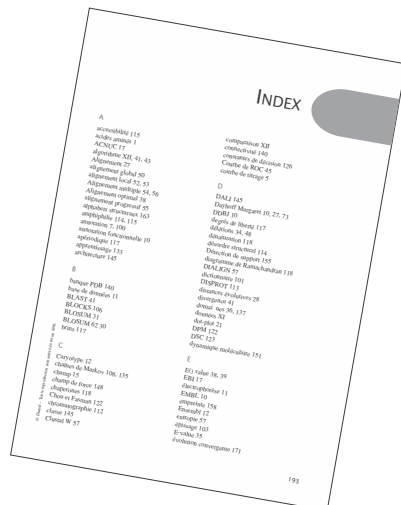 INDEX
A
accessibilité 115
acides aminés 1
ACNUC 17
algorithme XII, 41, 43
Alignement 27
alignement global 50
alignement local 52, 53
Alignement multiple 54, 56
Alignement optimal 38
alignement progressif 55
alphabets structuraux 163
amphiphilie 114, 115
annotation 7, 100
annotation fonctionnelle 10
apériodique 117
apprentissage 133
architecture 145
B
banque PDB 140
base de données 11
BLAST 41
BLOCKS 106
BLOSUM 31
BLOSUM 62 30
brins 117
C
Caryotype 12
chaînes de Markov 108, 135
champ 15
champ de force 148
chaperones 118
Chou et Fasman 122
chromatographie 112
classe 145
Clustal W 57
comparaison XII
connectivité 140
constantes de décision 126
Courbe de ROC 45
courbe de titrage 5
D
DALI 145
Dayhoff Margaret 10, 27, 73
DDBJ 10
degrés de liberté 117
délétions 34, 48
dénaturation 118
désordre structural 114
Détection de support 155
diagramme de Ramachandran 118
DIALIGN 57
dictionnaire 101
DISPROT 113
distances évolutives 28
divergence 41
domaines 36, 137
données XI
dot-plot 21
DPM 122
DSC 123
dynamique moléculaire 151
E
E() value 38, 39
EBI 17
électrophorèse 11
EMBL 10
empreinte 158
Ensembl 12
entropie 57
épissage 103
E-value 35
évolution convergente 171
193